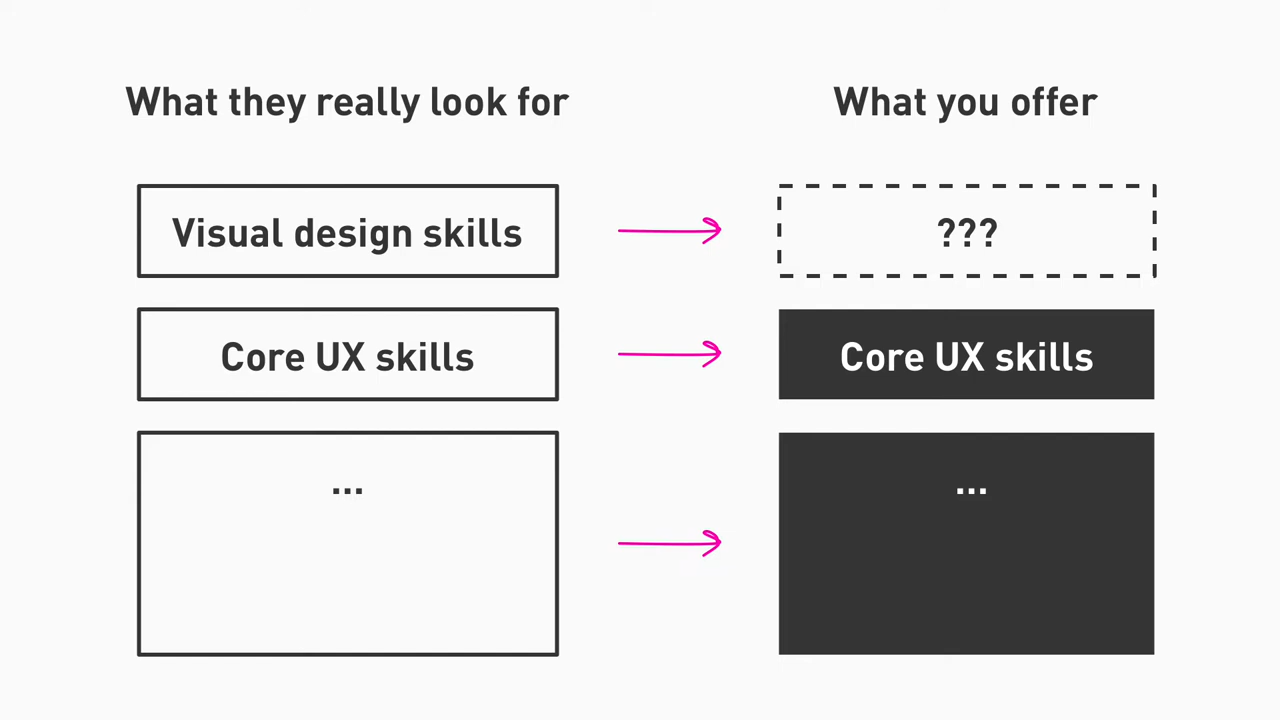 What they really look for
What you offer
Visual design skills
???
Core UX skills
Core UX skills
...
...